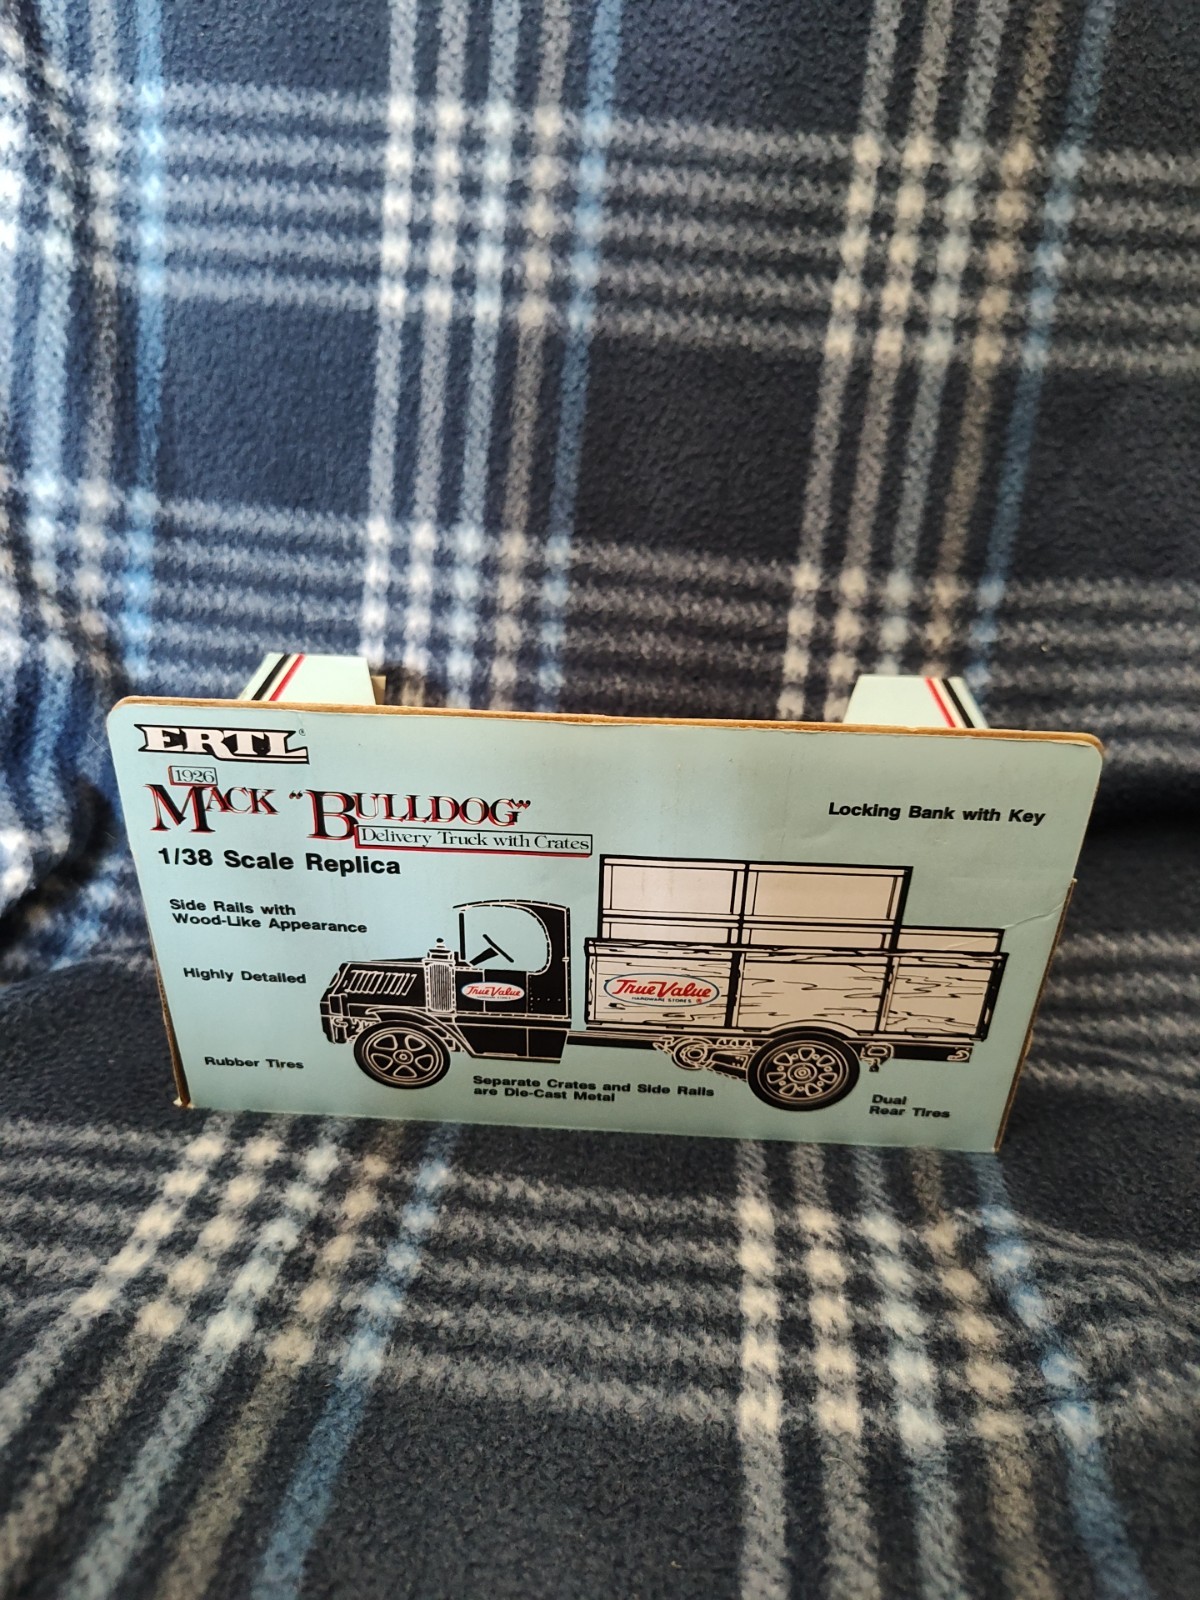 ERTL®
1926
MACK "BULLDOG"
Delivery Truck with Crates
1/38 Scale Replica
Locking Bank with Key
Side Rails with
Wood-Like Appearance
Highly Detailed
Rubber Tires
True Value
HARDWARE STORES
True Value
HARDWARE STORES ®
Separate Crates and Side Rails
are Die-Cast Metal
Dual
Rear Tires